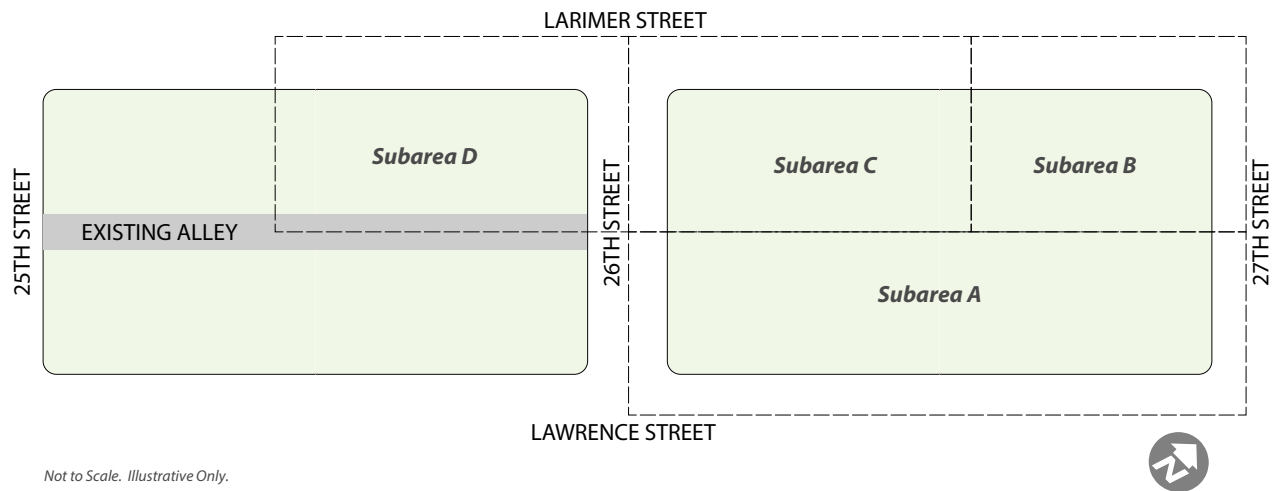 LARIMER STREET
Subarea D
Subarea C
Subarea B
25TH STREET
EXISTING ALLEY
26TH STREET
27TH STREET
Subarea A
LAWRENCE STREET
Not to Scale. Illustrative Only.
N